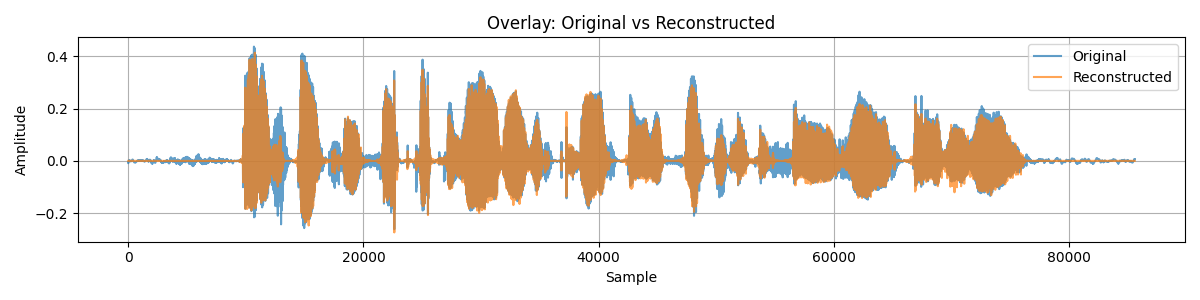 Overlay: Original vs Reconstructed
Original
Reconstructed
Amplitude
0.4
0.2
0.0
−0.2
0 20000 40000 60000 80000
Sample